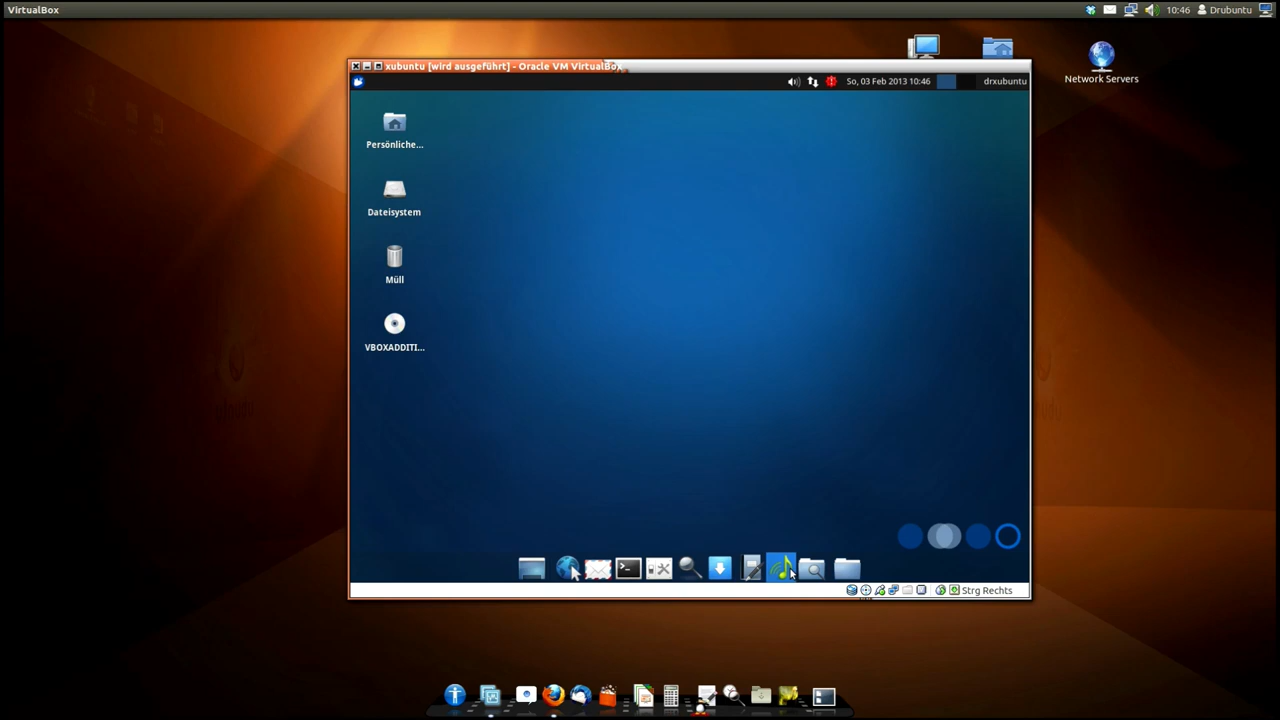 VirtualBox
10:46
Drubuntu
Network Servers
xubuntu [wird ausgeführt] - Oracle VM VirtualBox
So, 03 Feb 2013 10:46
drxubuntu
Persönliche...
Dateisystem
Müll
VBOXADDITI...
Strg Rechts